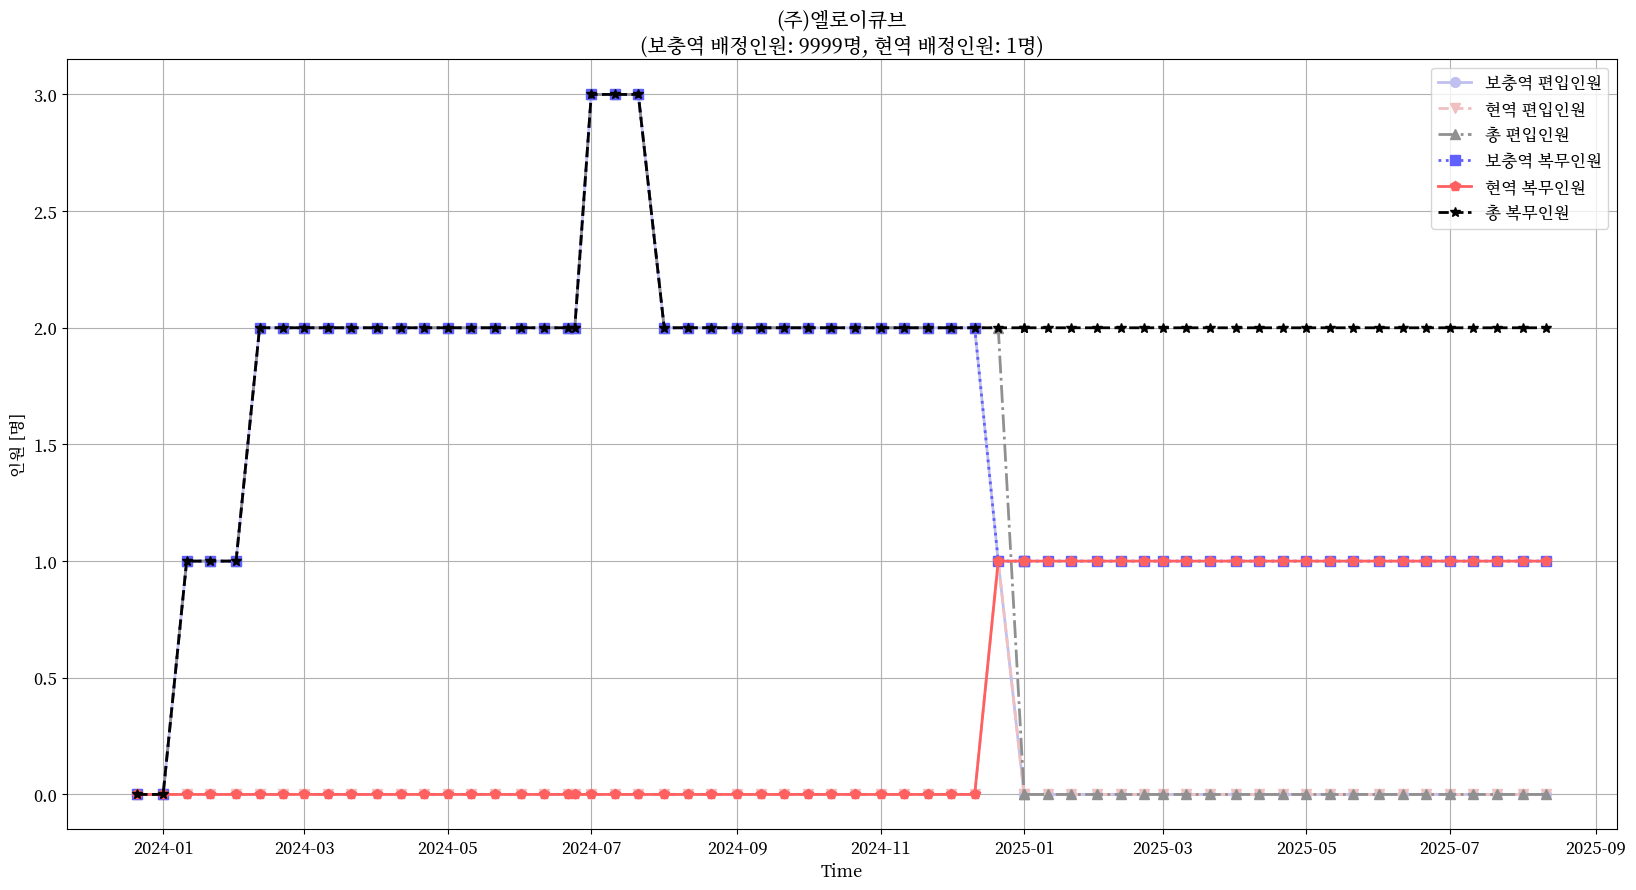 (주)엘로이큐브
(보충역 배정인원: 9999명, 현역 배정인원: 1명)
인원 [명]
3.0
2.5
2.0
1.5
1.0
0.5
0.0
보충역 편입인원
현역 편입인원
총 편입인원
보충역 복무인원
현역 복무인원
총 복무인원
2024-01 2024-03 2024-05 2024-07 2024-09 2024-11 2025-01 2025-03 2025-05 2025-07 2025-09
Time